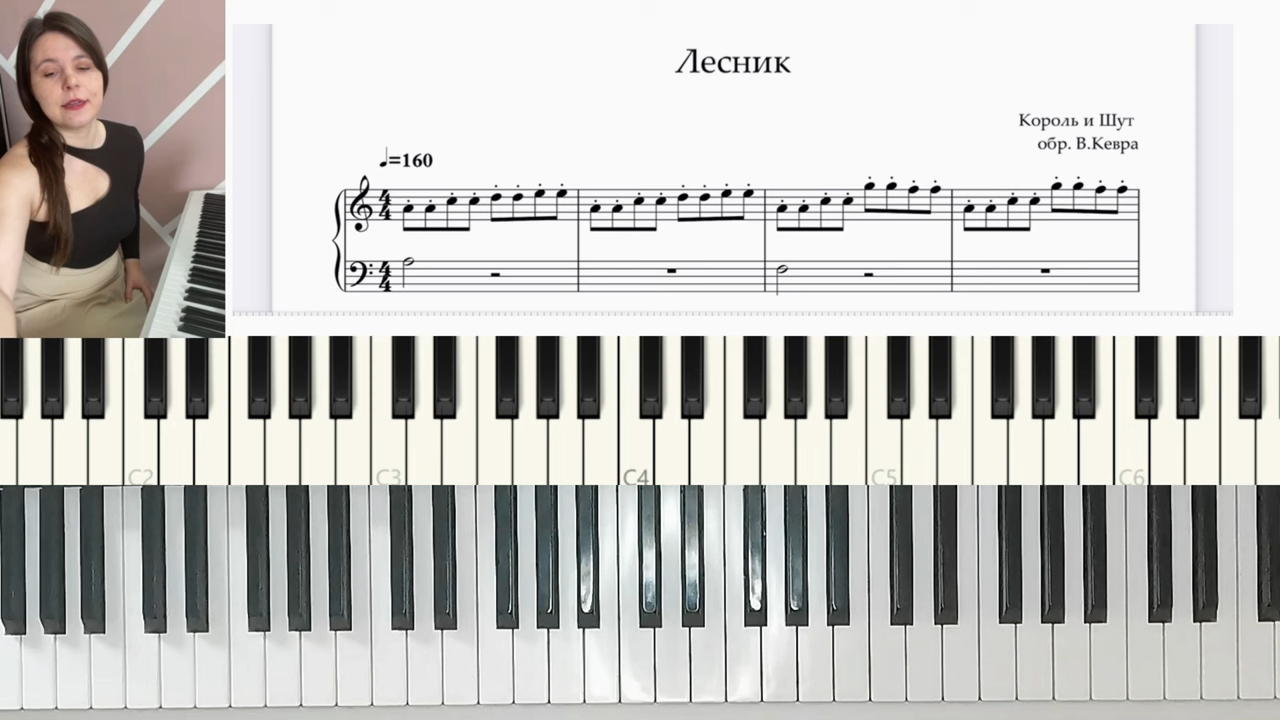 Лесник
Король и Шут
обр. В.Кевра
♩=160
C2 C3 C4 C5 C6